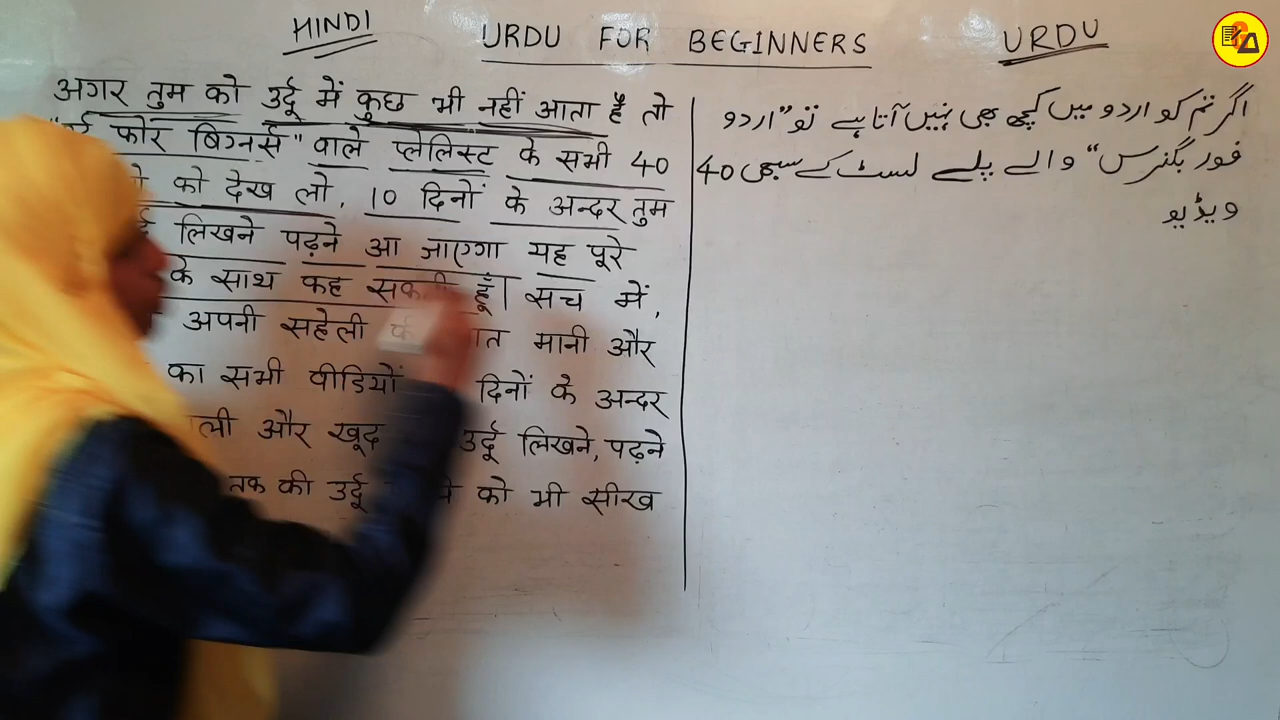 HINDI
URDU FOR BEGINNERS
URDU
अगर तुम को उर्दू में कुछ भी नहीं आता है तो
फोर बिग्नर्स" वाले प्लेलिस्ट के सभी 40
को देख लो, 10 दिनों के अन्दर तुम
लिखने पढ़ने आ जाएगा यह पूरे
के साथ कह सकती हूँ। सच में,
अपनी सहेली मानी और
का सभी वीडियों दिनों के अन्दर
और खूद उर्दू लिखने, पढ़ने
तक की उर्दू को भी सीख
اگر تم کو اردو میں کچھ بھی نہیں آتا ہے تو "اردو
فور بگنرس" والے پلے لسٹ کے سبھی 40
ویڈیو